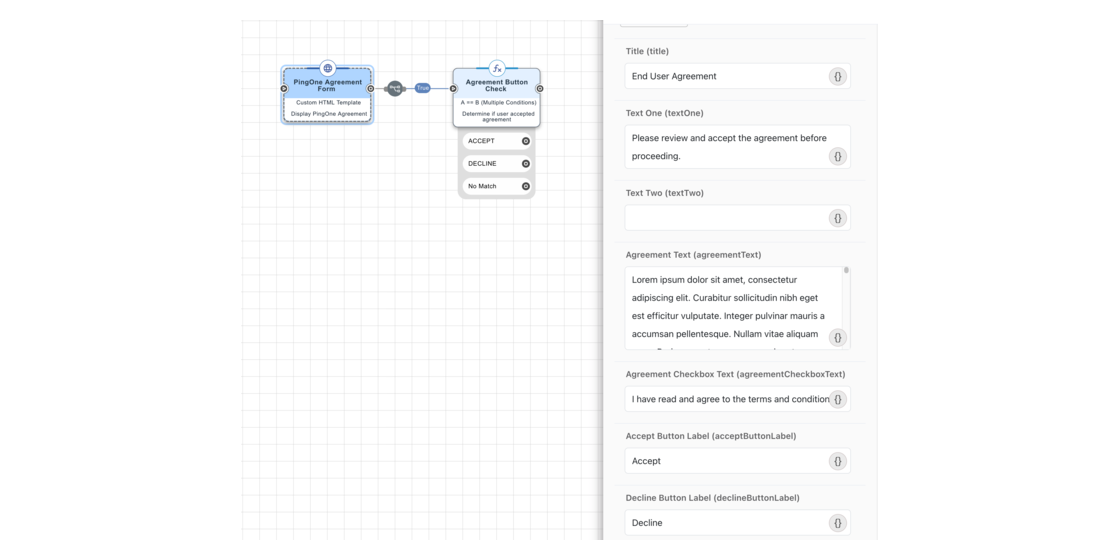 PingOne Agreement
Form
Custom HTML Template
Display PingOne Agreement
True
Agreement Button
Check
A == B (Multiple Conditions)
Determine if user accepted
agreement
ACCEPT
DECLINE
No Match
Title (title)
End User Agreement
{}
Text One (textOne)
Please review and accept the agreement before
proceeding.
{}
Text Two (textTwo)
{}
Agreement Text (agreementText)
Lorem ipsum dolor sit amet, consectetur
adipiscing elit. Curabitur sollicitudin nibh eget
est efficitur vulputate. Integer pulvinar mauris a
accumsan pellentesque. Nullam vitae aliquam
{}
Agreement Checkbox Text (agreementCheckboxText)
I have read and agree to the terms and condition
{}
Accept Button Label (acceptButtonLabel)
Accept
{}
Decline Button Label (declineButtonLabel)
Decline
{}